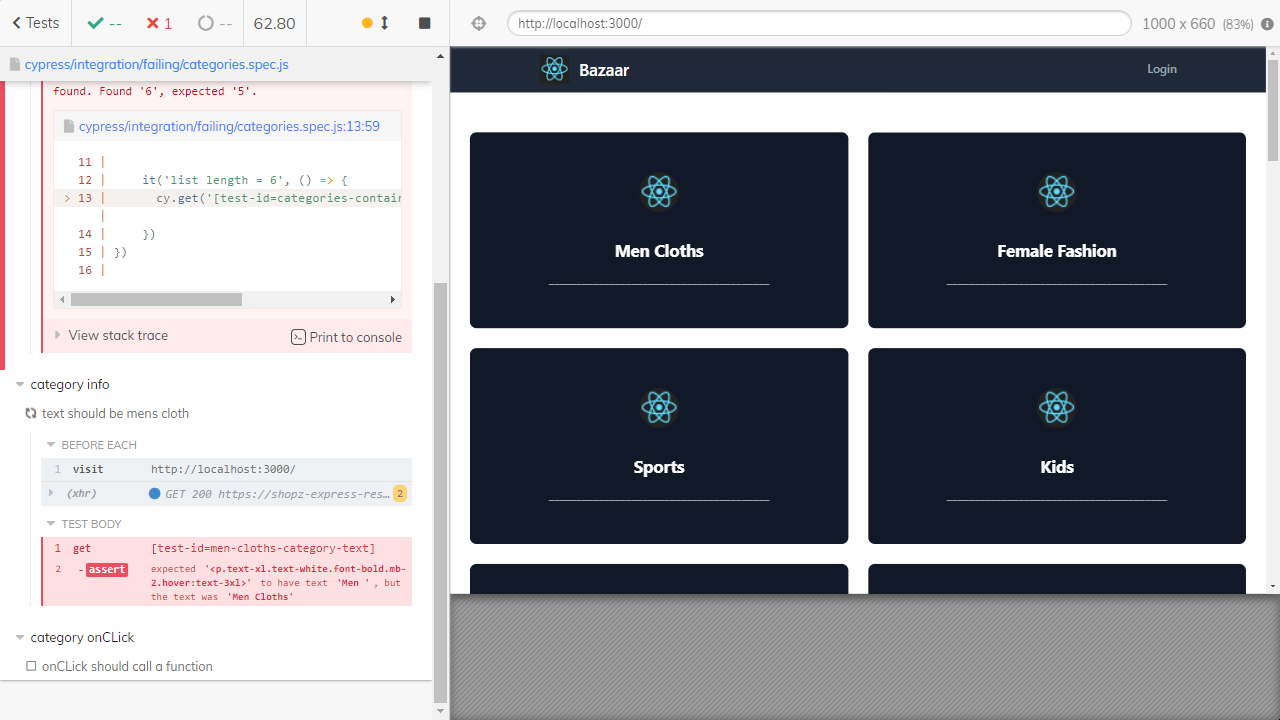 Tests
--
1
--
62.80
http://localhost:3000/
1000 x 660 (83%)
cypress/integration/failing/categories.spec.js
found. Found '6', expected '5'.
cypress/integration/failing/categories.spec.js:13:59
11 |
12 | it('list length = 6', () => {
> 13 | cy.get('[test-id=categories-contain
|
14 | })
15 | })
16 |
View stack trace
Print to console
category info
text should be mens cloth
BEFORE EACH
1 visit http://localhost:3000/
(xhr) GET 200 https://shopz-express-res… 2
TEST BODY
1 get [test-id=men-cloths-category-text]
2 -assert expected '<p.text-xl.text-white.font-bold.mb-
2.hover:text-3xl>' to have text 'Men ', but
the text was 'Men Cloths'
category onCLick
onCLick should call a function
Bazaar
Login
Men Cloths
Female Fashion
Sports
Kids